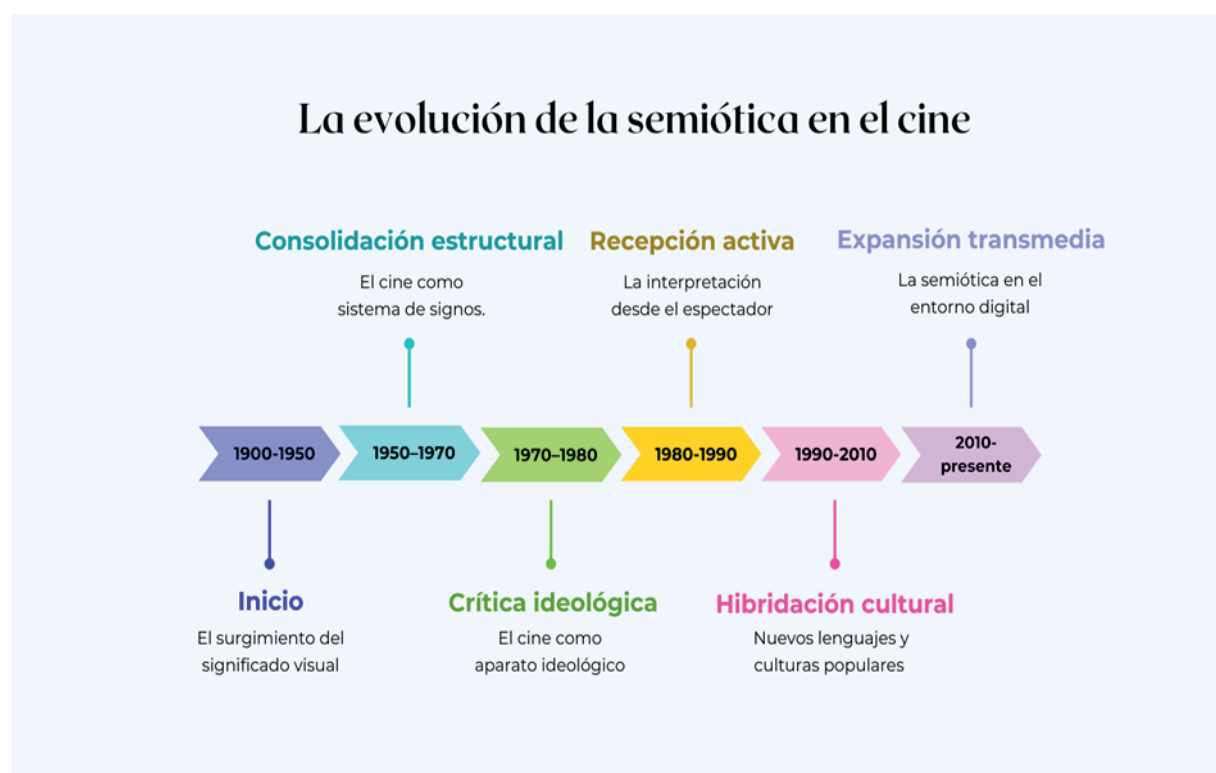 La evolución de la semiótica en el cine
Consolidación estructural
El cine como
sistema de signos.
Recepción activa
La interpretación
desde el espectador
Expansión transmedia
La semiótica en el
entorno digital
1900-1950
1950–1970
1970–1980
1980-1990
1990-2010
2010-
presente
Inicio
El surgimiento del
significado visual
Crítica ideológica
El cine como
aparato ideológico
Hibridación cultural
Nuevos lenguajes y
culturas populares